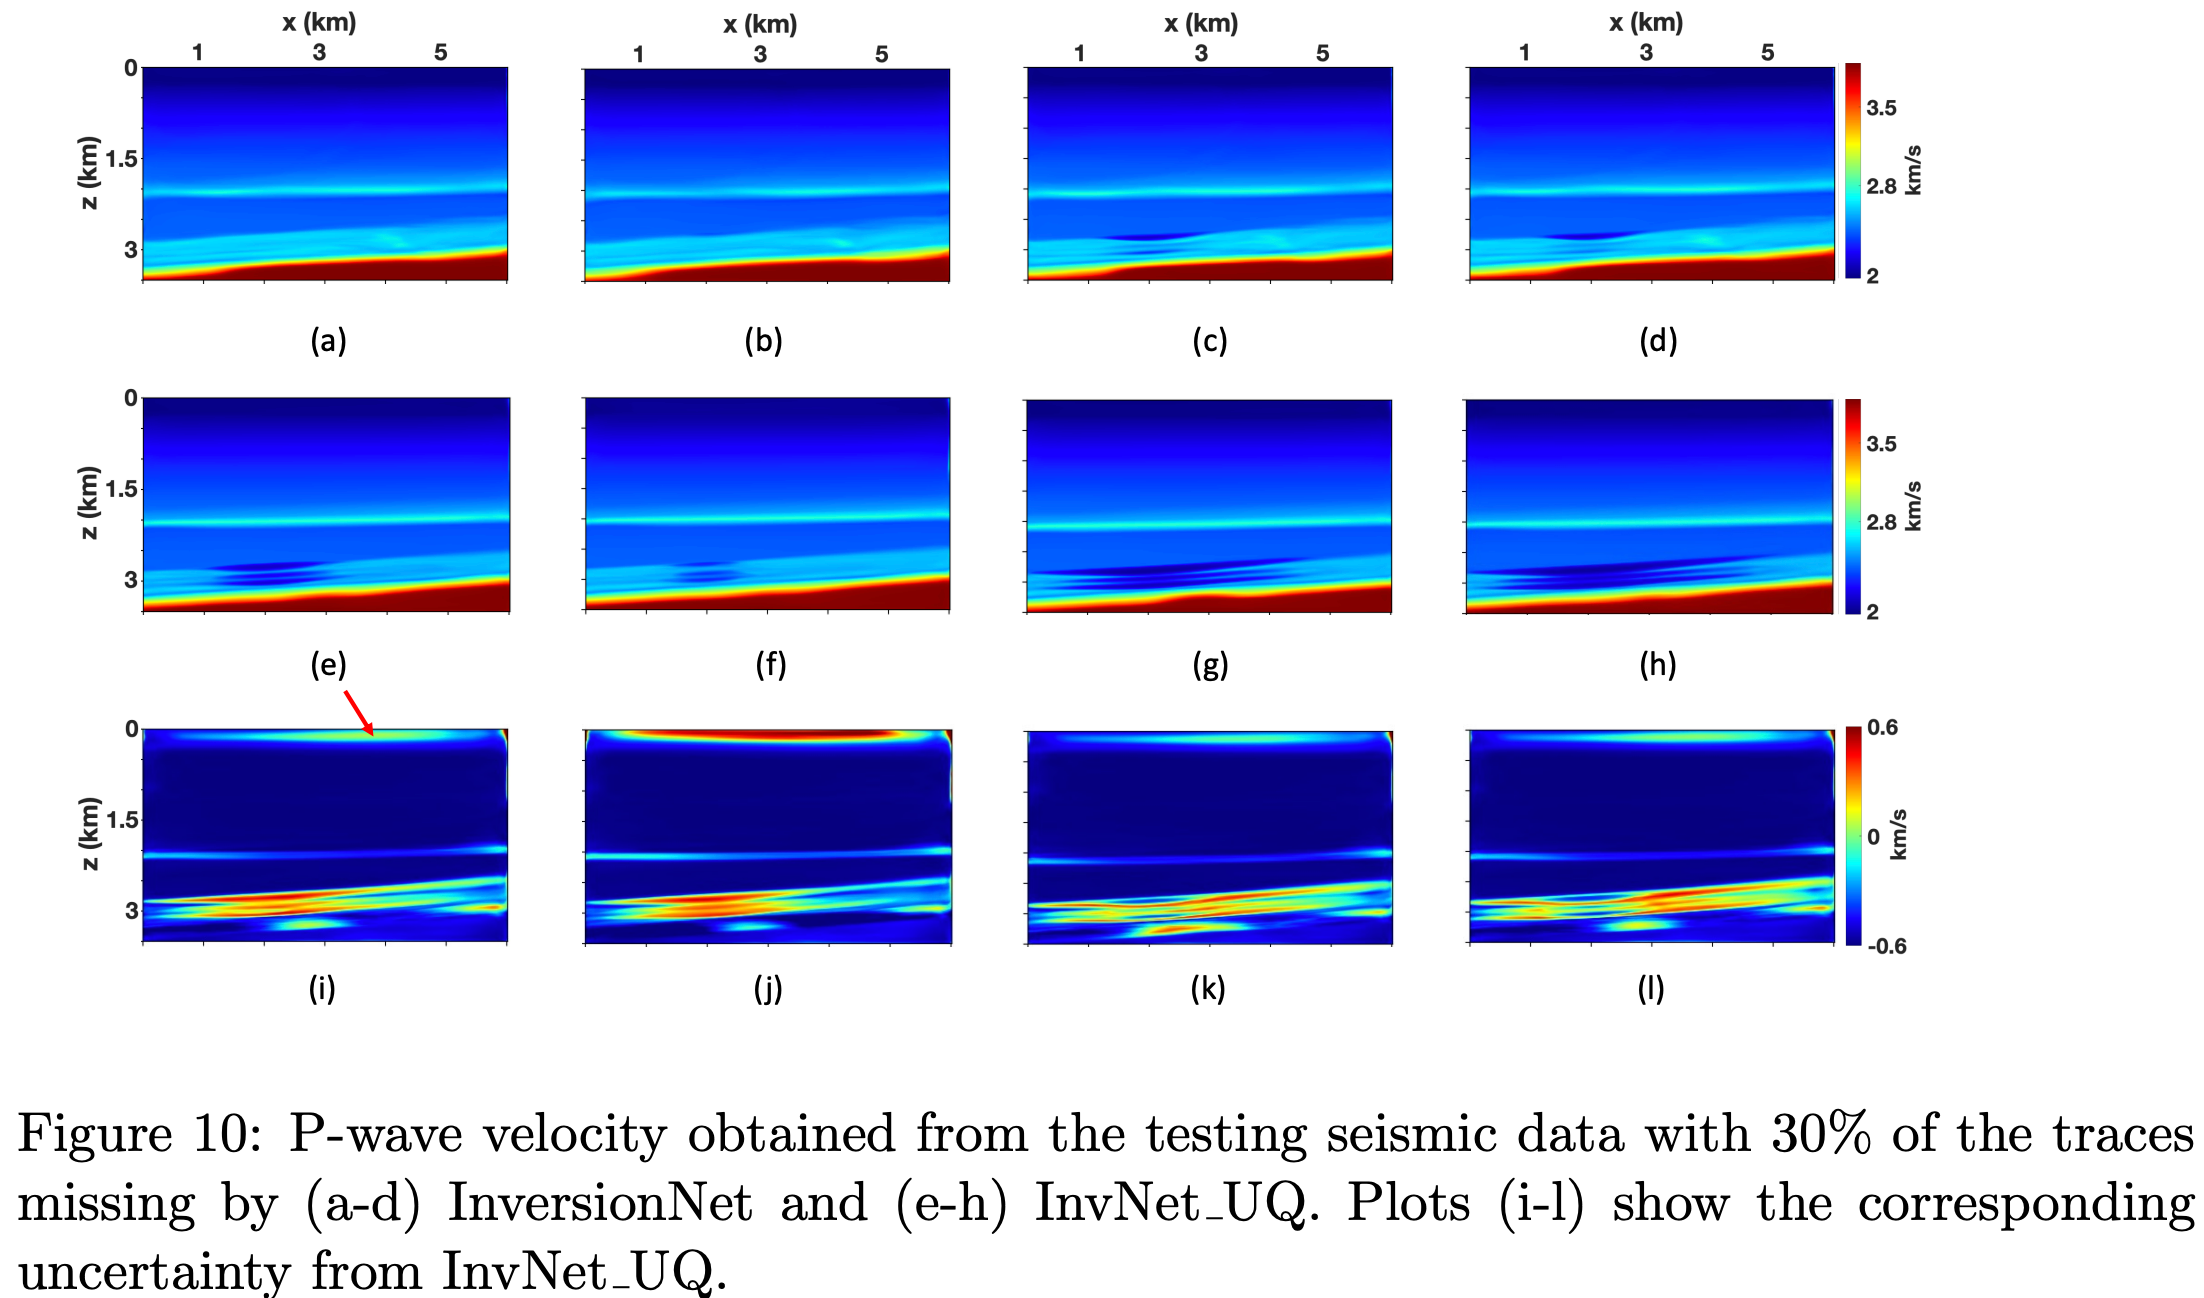 x (km) x (km) x (km) x (km)
1 3 5 1 3 5 1 3 5 1 3 5
0
1.5
3
z (km)
3.5
2.8
2
km/s
(a) (b) (c) (d)
0
1.5
3
z (km)
3.5
2.8
2
km/s
(e) (f) (g) (h)
0
1.5
3
z (km)
0.6
0
-0.6
km/s
(i) (j) (k) (l)
Figure 10: P-wave velocity obtained from the testing seismic data with 30% of the traces
missing by (a-d) InversionNet and (e-h) InvNet_UQ. Plots (i-l) show the corresponding
uncertainty from InvNet_UQ.